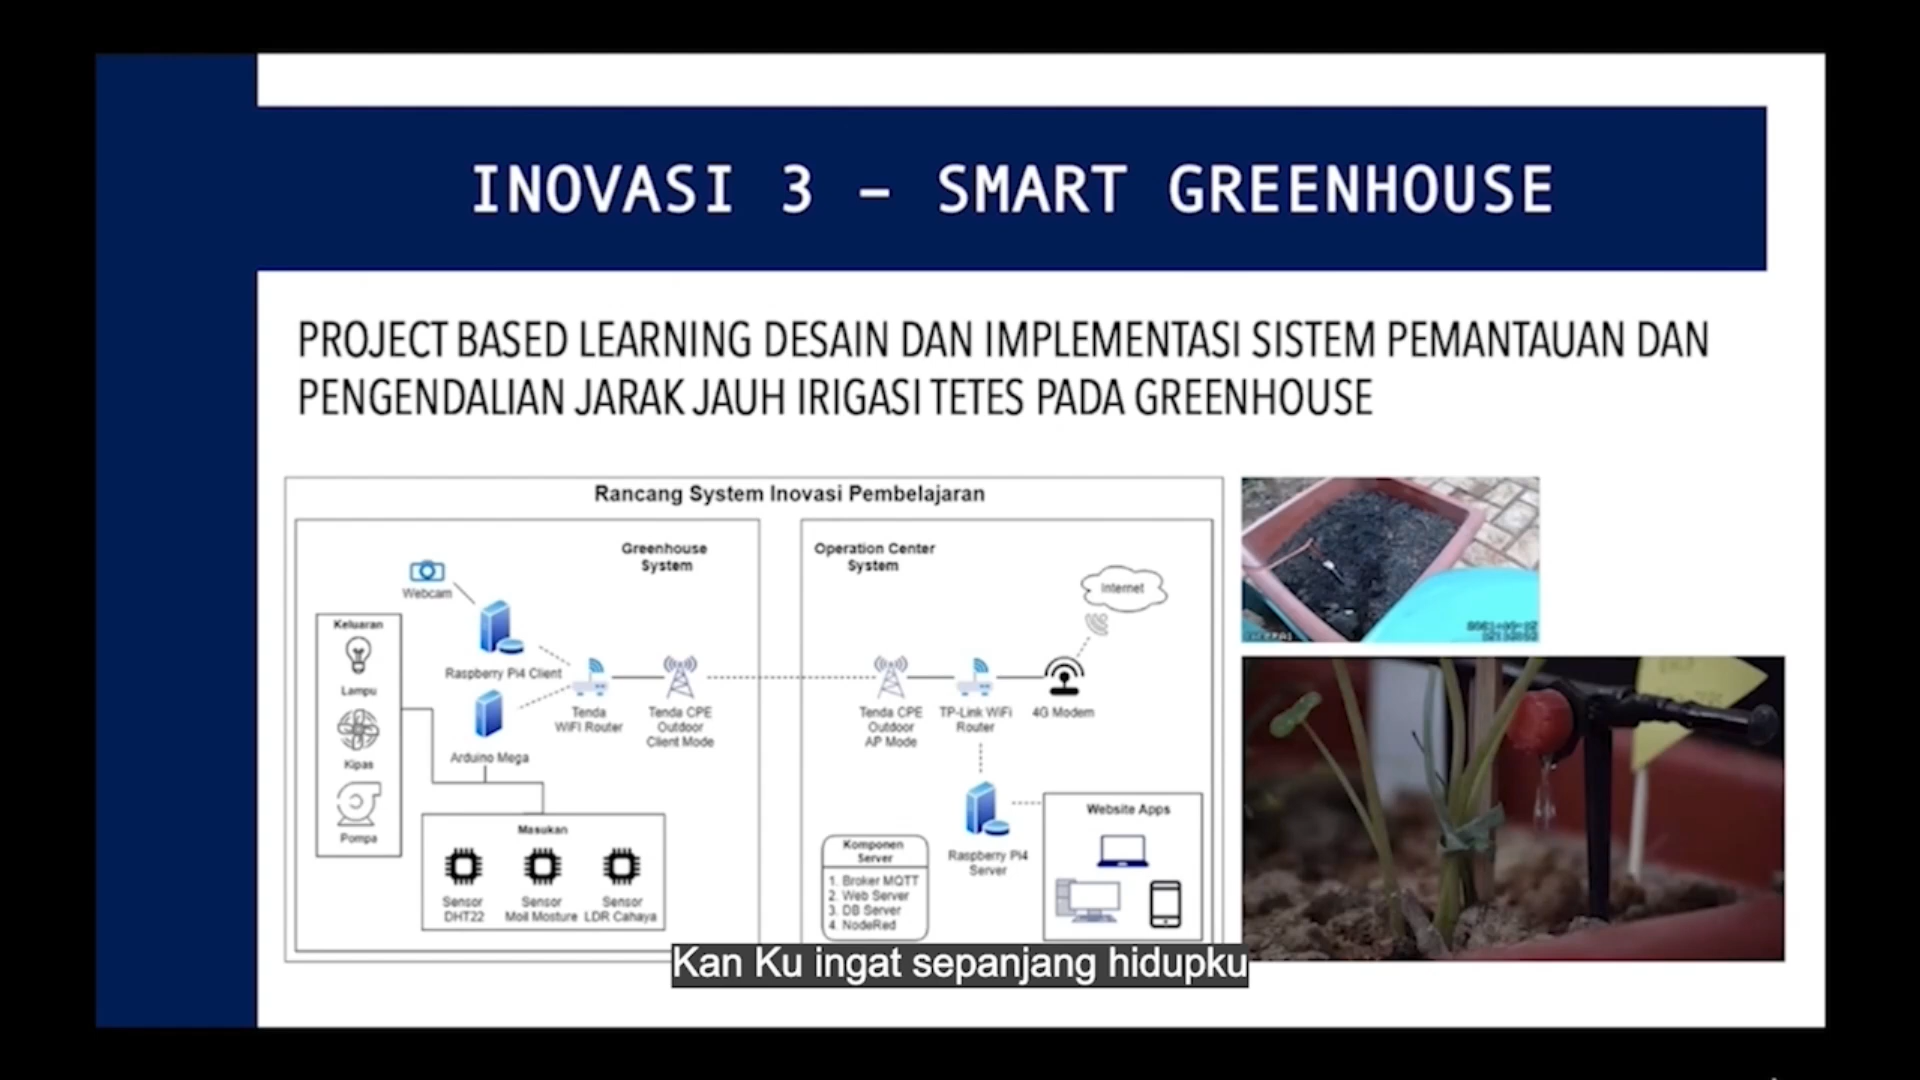 INOVASI 3 – SMART GREENHOUSE
PROJECT BASED LEARNING DESAIN DAN IMPLEMENTASI SISTEM PEMANTAUAN DAN
PENGENDALIAN JARAK JAUH IRIGASI TETES PADA GREENHOUSE
Rancang System Inovasi Pembelajaran
Greenhouse
System
Webcam
Keluaran
Lampu
Kipas
Pompa
Raspberry Pi4 Client
Arduino Mega
Tenda
WIFI Router
Tenda CPE
Outdoor
Client Mode
Masukan
Sensor
DHT22
Sensor
Moil Mosture
Sensor
LDR Cahaya
Operation Center
System
Internet
Tenda CPE
Outdoor
AP Mode
TP-Link WiFi
Router
4G Modem
Raspberry Pi4
Server
Komponen
Server
1. Broker MQTT
2. Web Server
3. DB Server
4. NodeRed
Website Apps
Kan Ku ingat sepanjang hidupku